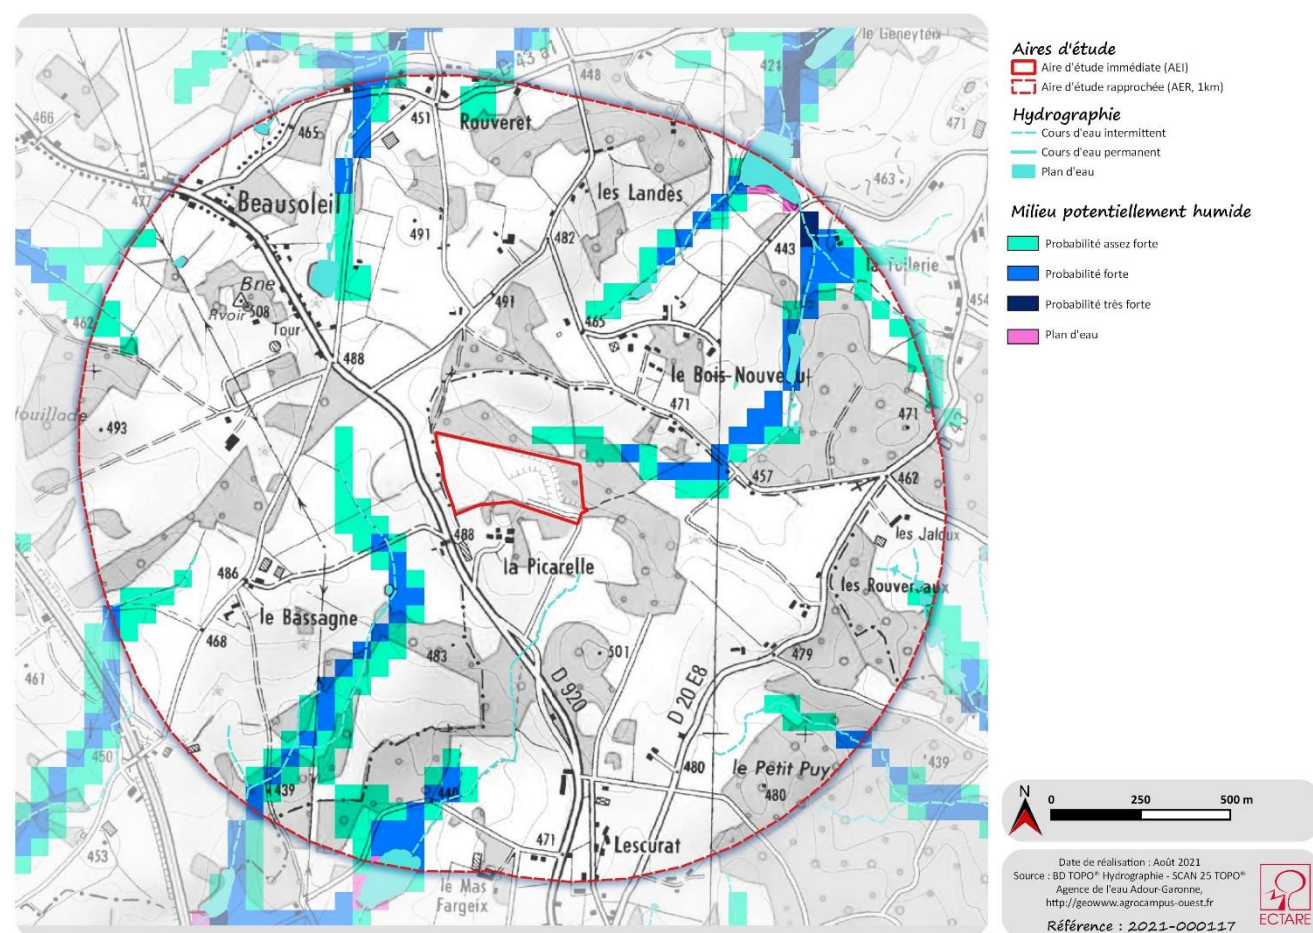 Aires d'étude
Aire d'étude immédiate (AEI)
Aire d'étude rapprochée (AER, 1km)
Hydrographie
Cours d'eau intermittent
Cours d'eau permanent
Plan d'eau
Milieu potentiellement humide
Probabilité assez forte
Probabilité forte
Probabilité très forte
Plan d'eau
le Geneytéix
D 43 a1
448
421
466
465
451
Rouveret
471
463
477
Beausoleil
les Landes
491
482
443
la Tuilerie
Bne
Rvoir 508
Tour
462
491
465
454
488
le Bois-Nouveau
471
471
493
457
462
488
la Picarelle
les Jaloux
486
le Bassagne
468
les Rouveraux
483
501
479
461
D 920
D 20 E8
450
439
440
480
le Petit Puy
480
439
453
471
Lescurat
le Mas
Fargeix
N
0 250 500 m
Date de réalisation : Août 2021
Source : BD TOPO® Hydrographie - SCAN 25 TOPO®
Agence de l'eau Adour-Garonne,
http://geowww.agrocampus-ouest.fr
Référence : 2021-000117
ECTARE